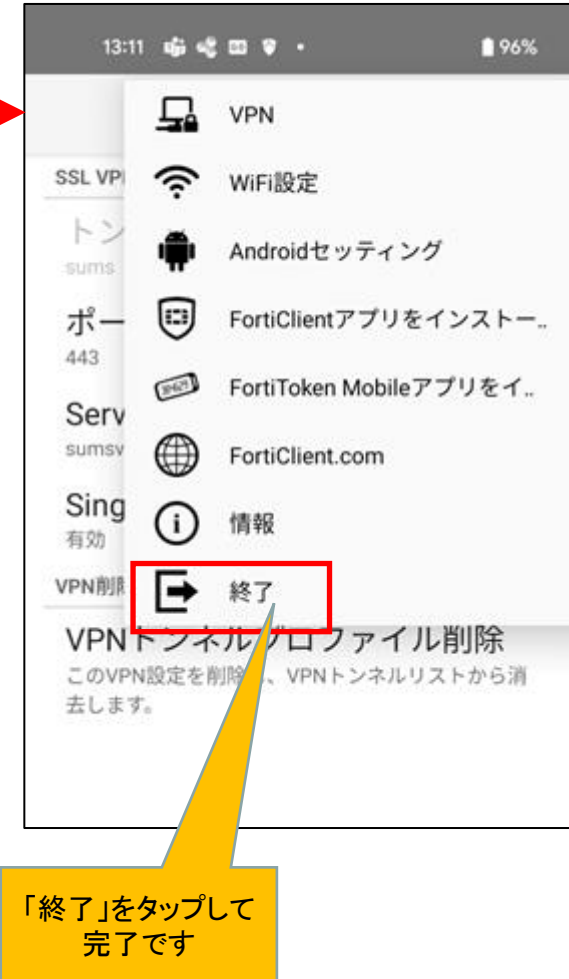 13:11
96%
VPN
SSL VP
WiFi設定
トン
sums
Androidセッティング
ポー
443
FortiClientアプリをインストー..
FortiToken Mobileアプリをイ..
Serv
sumsv
FortiClient.com
Sing
有効
情報
VPN削除
終了
VPNトンネルプロファイル削除
このVPN設定を削除し、VPNトンネルリストから消
去します。
「終了」をタップして
完了です